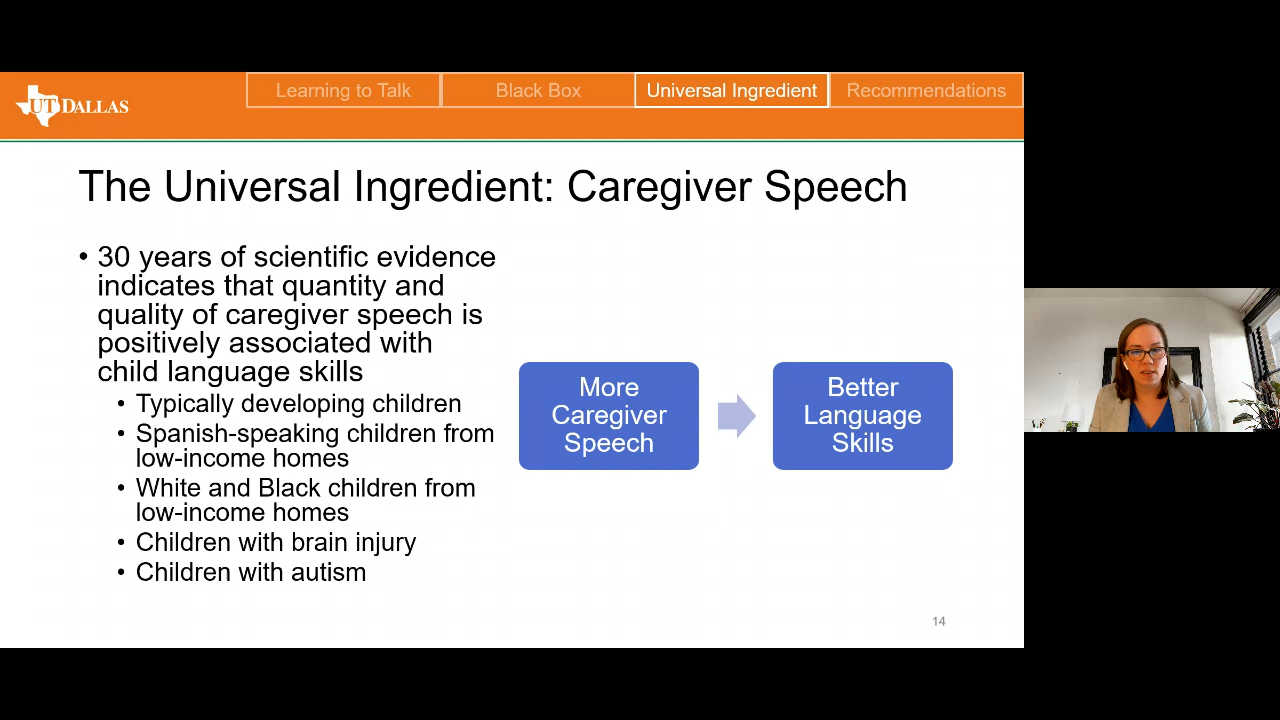 UT DALLAS
Learning to Talk
Black Box
Universal Ingredient
Recommendations
The Universal Ingredient: Caregiver Speech
• 30 years of scientific evidence
indicates that quantity and
quality of caregiver speech is
positively associated with
child language skills
• Typically developing children
• Spanish-speaking children from
low-income homes
• White and Black children from
low-income homes
• Children with brain injury
• Children with autism
More
Caregiver
Speech
Better
Language
Skills
14